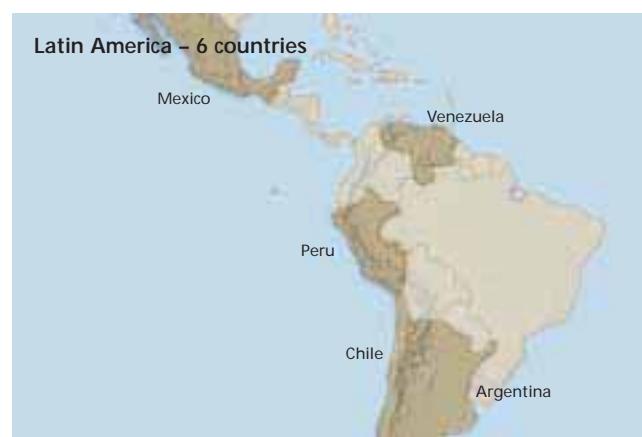 Latin America – 6 countries
Mexico
Venezuela
Peru
Chile
Argentina